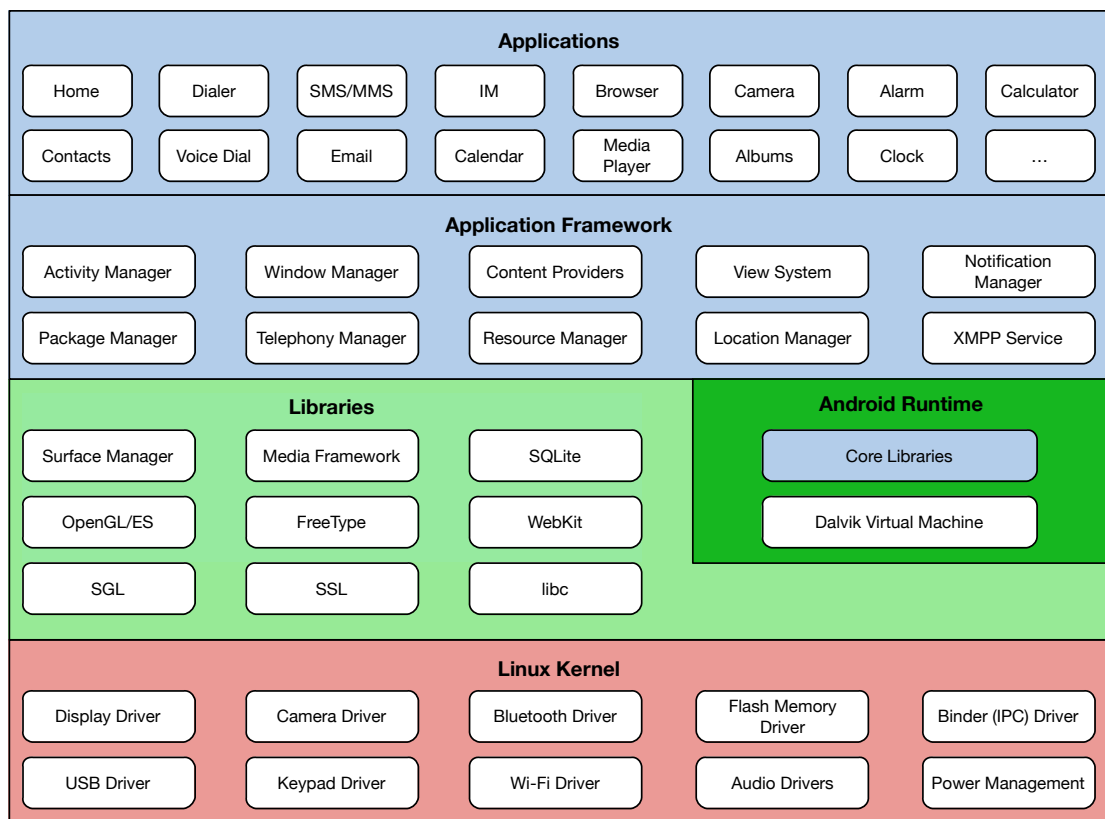 Applications
Home
Dialer
SMS/MMS
IM
Browser
Camera
Alarm
Calculator
Contacts
Voice Dial
Email
Calendar
Media
Player
Albums
Clock
...
Application Framework
Activity Manager
Window Manager
Content Providers
View System
Notification
Manager
Package Manager
Telephony Manager
Resource Manager
Location Manager
XMPP Service
Libraries
Surface Manager
Media Framework
SQLite
OpenGL/ES
FreeType
WebKit
SGL
SSL
libc
Android Runtime
Core Libraries
Dalvik Virtual Machine
Linux Kernel
Display Driver
Camera Driver
Bluetooth Driver
Flash Memory
Driver
Binder (IPC) Driver
USB Driver
Keypad Driver
Wi-Fi Driver
Audio Drivers
Power Management